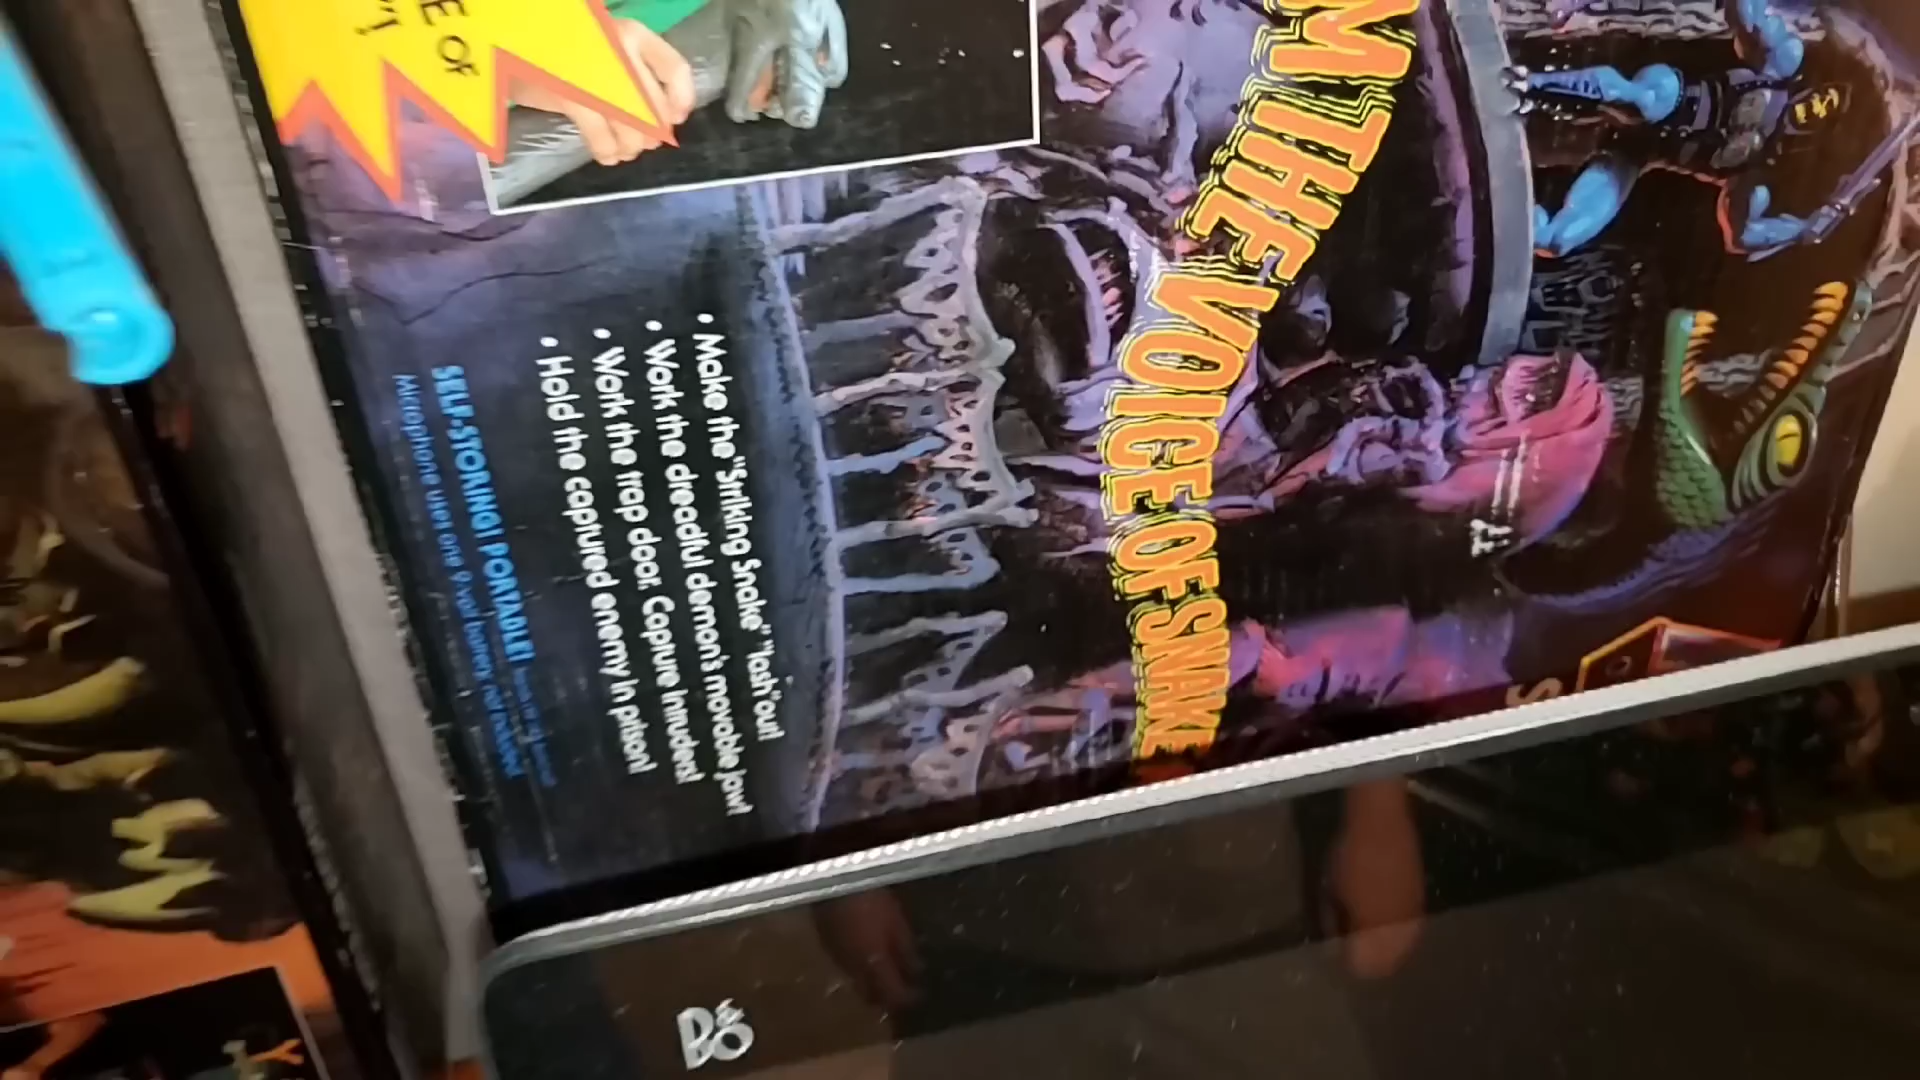 E OF
M THE VOICE OF SNAKE
• Make the "Striking Snake" "lash" out!
• Work the dreadful demon's movable jaw!
• Work the trap door. Capture intruders!
• Hold the captured enemy in prison!
SELF-STORING! PORTABLE!
Microphone uses one 9-volt battery, not included
B&O